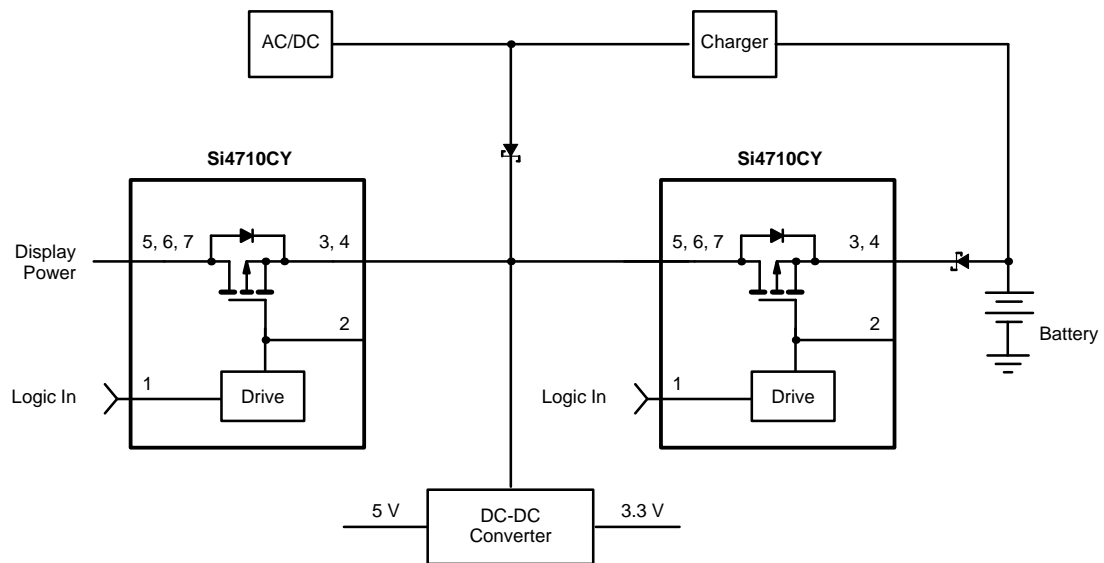 AC/DC
Charger
Si4710CY
Si4710CY
Display
Power
5, 6, 7
3, 4
5, 6, 7
3, 4
2
2
Battery
Logic In
1
Drive
Logic In
1
Drive
5 V
DC-DC
Converter
3.3 V